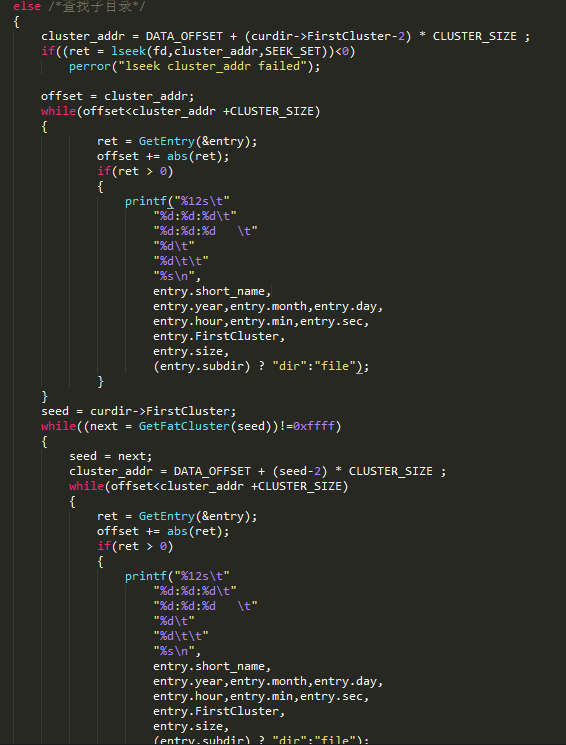 else /*查找子目录*/
{
    cluster_addr = DATA_OFFSET + (curdir->FirstCluster-2) * CLUSTER_SIZE ;
    if((ret = lseek(fd,cluster_addr,SEEK_SET))<0)
        perror("lseek cluster_addr failed");

    offset = cluster_addr;
    while(offset<cluster_addr +CLUSTER_SIZE)
    {
            ret = GetEntry(&entry);
            offset += abs(ret);
            if(ret > 0)
            {
                printf("%12s\t"
                    "%d:%d:%d\t"
                    "%d:%d:%d   \t"
                    "%d\t"
                    "%d\t\t"
                    "%s\n",
                    entry.short_name,
                    entry.year,entry.month,entry.day,
                    entry.hour,entry.min,entry.sec,
                    entry.FirstCluster,
                    entry.size,
                    (entry.subdir) ? "dir":"file");
            }
    }
    seed = curdir->FirstCluster;
    while((next = GetFatCluster(seed))!=0xffff)
    {
        seed = next;
        cluster_addr = DATA_OFFSET + (seed-2) * CLUSTER_SIZE ;
        while(offset<cluster_addr +CLUSTER_SIZE)
        {
            ret = GetEntry(&entry);
            offset += abs(ret);
            if(ret > 0)
            {
                printf("%12s\t"
                    "%d:%d:%d\t"
                    "%d:%d:%d   \t"
                    "%d\t"
                    "%d\t\t"
                    "%s\n",
                    entry.short_name,
                    entry.year,entry.month,entry.day,
                    entry.hour,entry.min,entry.sec,
                    entry.FirstCluster,
                    entry.size,
                    (entry.subdir) ? "dir":"file");